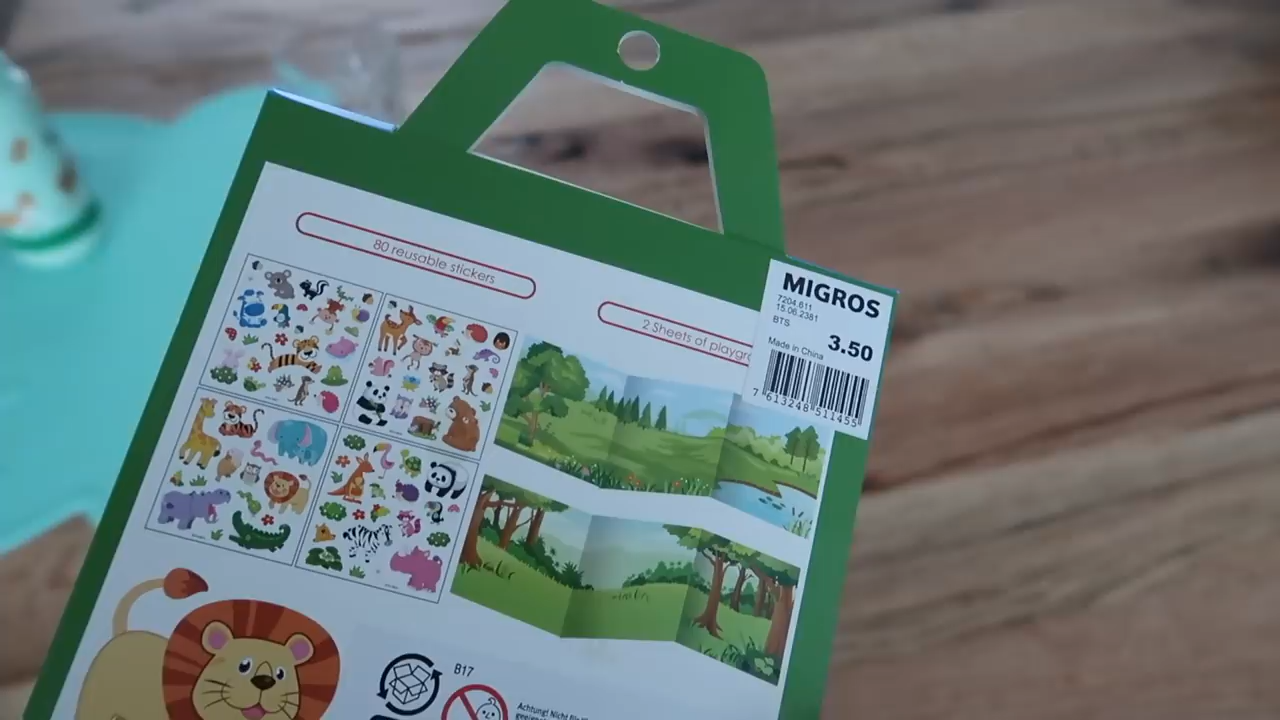 80 reusable stickers
2 Sheets of
MIGROS
7204.611
15.06.2381
BTS
3.50
Made in China
7 613248 511455
B17
Achtung! Nicht für